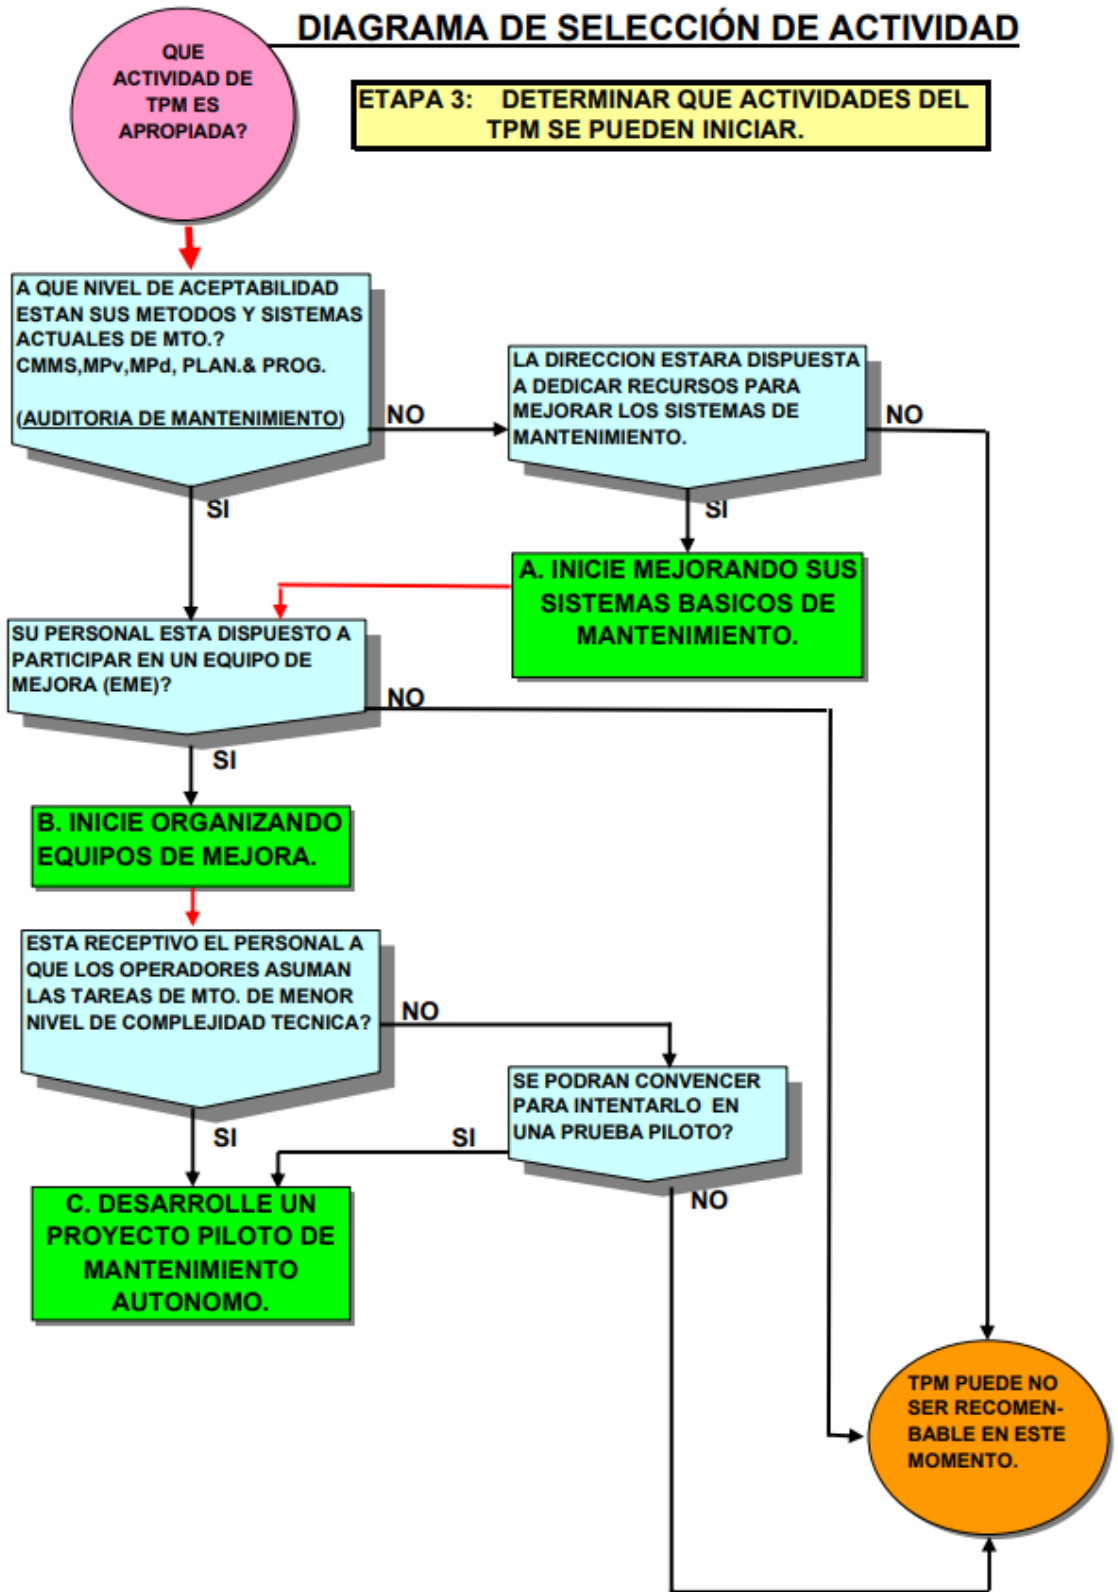 DIAGRAMA DE SELECCIÓN DE ACTIVIDAD
QUE
ACTIVIDAD DE
TPM ES
APROPIADA?
ETAPA 3: DETERMINAR QUE ACTIVIDADES DEL
TPM SE PUEDEN INICIAR.
A QUE NIVEL DE ACEPTABILIDAD
ESTAN SUS METODOS Y SISTEMAS
ACTUALES DE MTO.?
CMMS,MPv,MPd, PLAN.& PROG.
(AUDITORIA DE MANTENIMIENTO)
NO
SI
LA DIRECCION ESTARA DISPUESTA
A DEDICAR RECURSOS PARA
MEJORAR LOS SISTEMAS DE
MANTENIMIENTO.
NO
SI
A. INICIE MEJORANDO SUS
SISTEMAS BASICOS DE
MANTENIMIENTO.
SU PERSONAL ESTA DISPUESTO A
PARTICIPAR EN UN EQUIPO DE
MEJORA (EME)?
NO
SI
B. INICIE ORGANIZANDO
EQUIPOS DE MEJORA.
ESTA RECEPTIVO EL PERSONAL A
QUE LOS OPERADORES ASUMAN
LAS TAREAS DE MTO. DE MENOR
NIVEL DE COMPLEJIDAD TECNICA?
NO
SI
SE PODRAN CONVENCER
PARA INTENTARLO EN
UNA PRUEBA PILOTO?
SI
NO
C. DESARROLLE UN
PROYECTO PILOTO DE
MANTENIMIENTO
AUTONOMO.
TPM PUEDE NO
SER RECOMEN-
BABLE EN ESTE
MOMENTO.